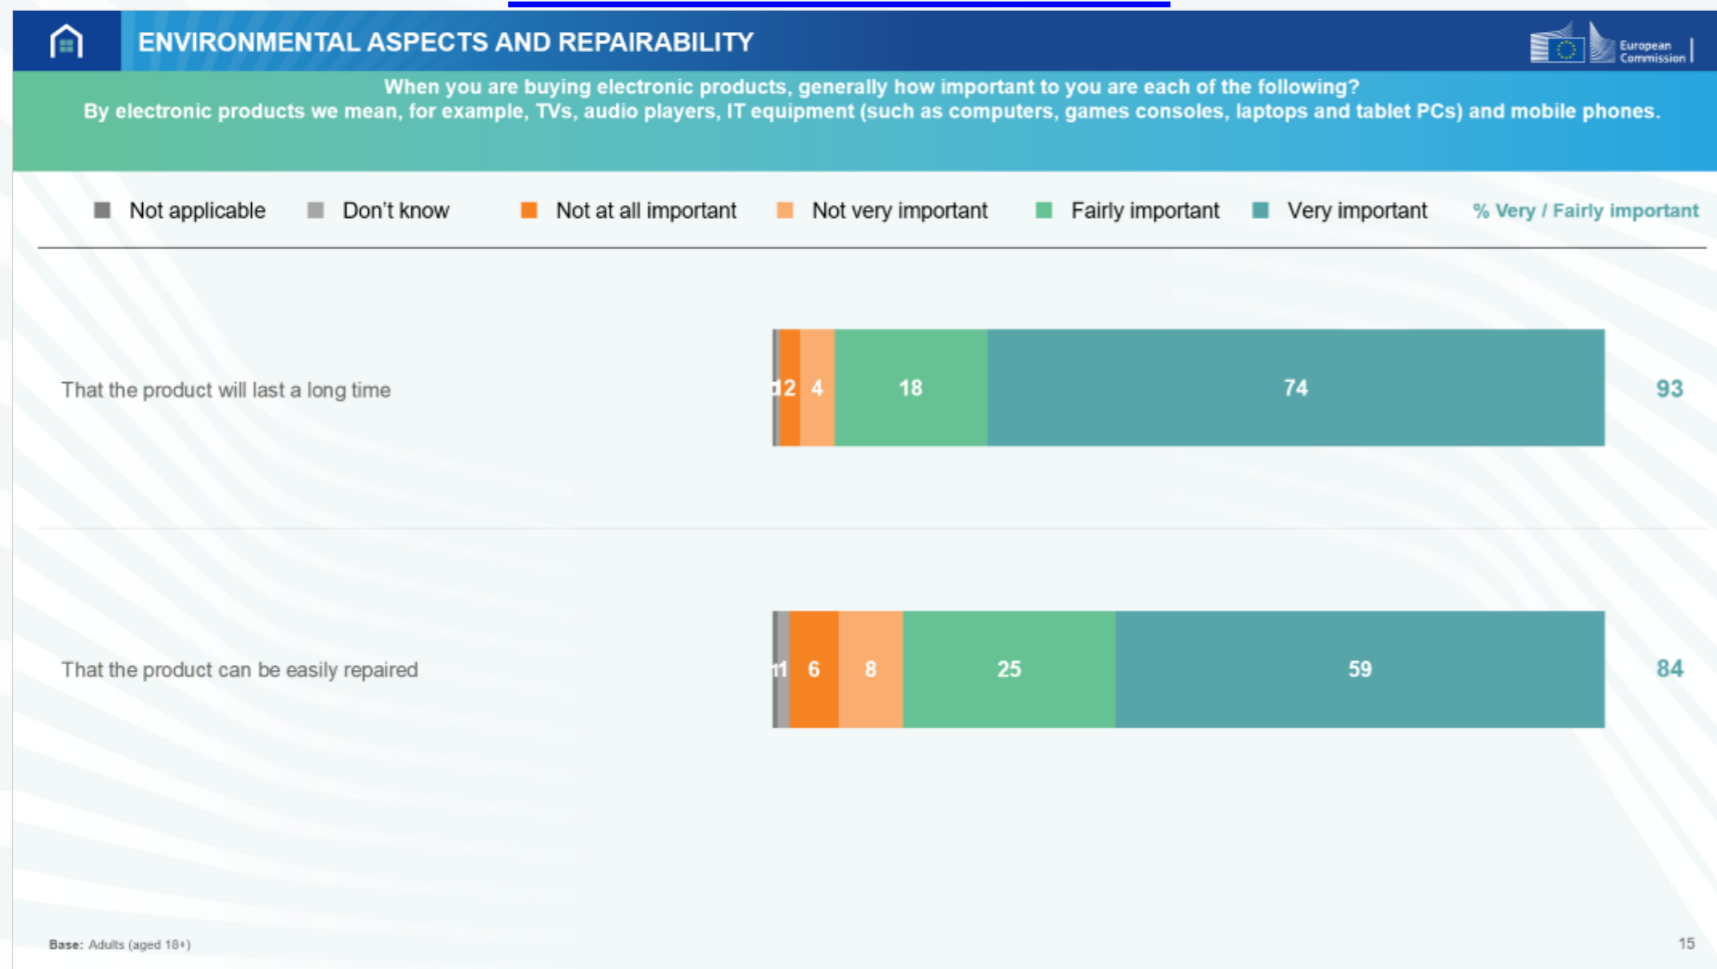 ENVIRONMENTAL ASPECTS AND REPAIRABILITY
European
Commission
When you are buying electronic products, generally how important to you are each of the following?
By electronic products we mean, for example, TVs, audio players, IT equipment (such as computers, games consoles, laptops and tablet PCs) and mobile phones.
Not applicable Don't know Not at all important Not very important Fairly important Very important % Very / Fairly important
That the product will last a long time 2 4 18 74 93
That the product can be easily repaired 1 1 6 8 25 59 84
Base: Adults (aged 18+)
15